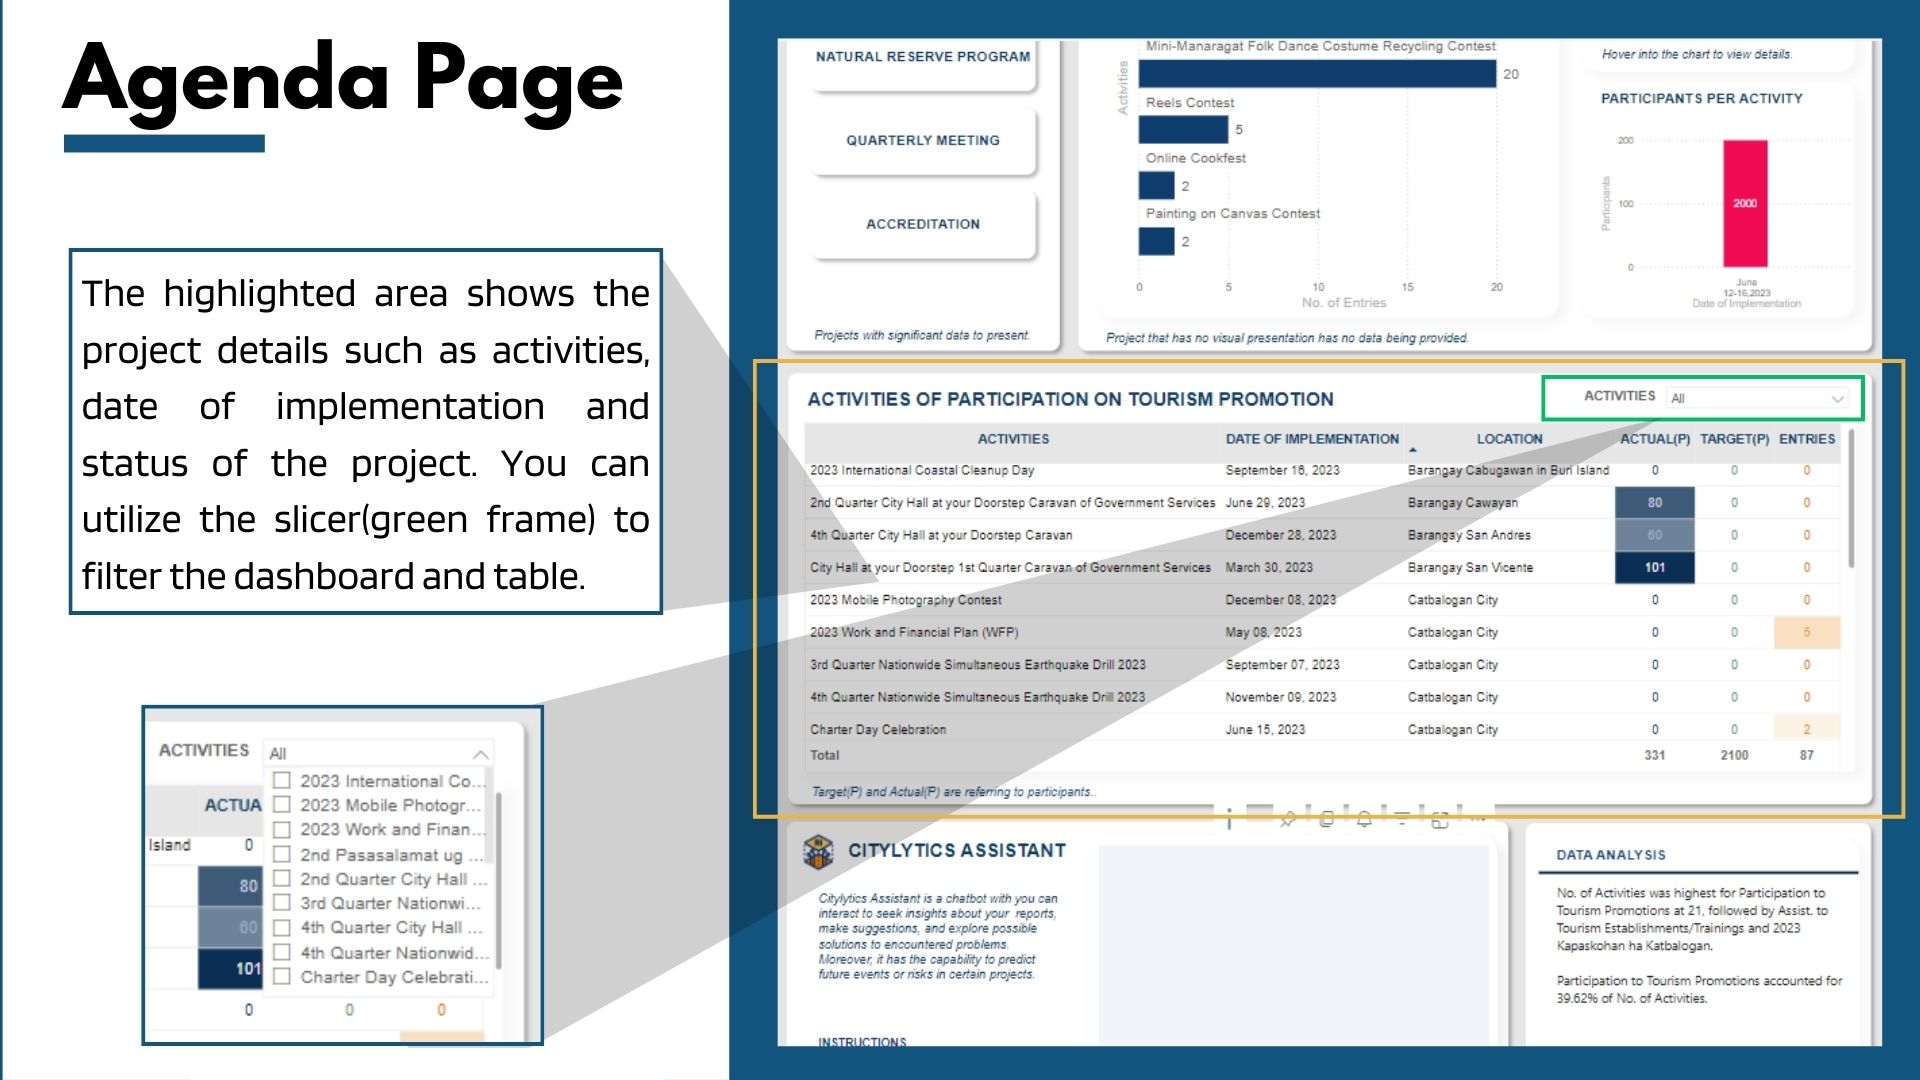 Agenda Page
The highlighted area shows the
project details such as activities,
date of implementation and
status of the project. You can
utilize the slicer(green frame) to
filter the dashboard and table.
ACTIVITIES All
2023 International Co...
ACTUA 2023 Mobile Photogr...
2023 Work and Finan...
Island 0 2nd Pasasalamat ug ...
80 2nd Quarter City Hall ...
3rd Quarter Nationwi...
60 4th Quarter City Hall ...
101 4th Quarter Nationwid...
Charter Day Celebrati...
0 0 0
NATURAL RESERVE PROGRAM
QUARTERLY MEETING
ACCREDITATION
Projects with significant data to present.
Activities
Mini-Manaragat Folk Dance Costume Recycling Contest
20
Reels Contest
5
Online Cookfest
2
Painting on Canvas Contest
2
0 5 10 15 20
No. of Entries
Project that has no visual presentation has no data being provided.
Hover into the chart to view details.
PARTICIPANTS PER ACTIVITY
Participants
200
100
0
2000
June
12-16,2023
Date of Implementation
ACTIVITIES OF PARTICIPATION ON TOURISM PROMOTION ACTIVITIES All
ACTIVITIES DATE OF IMPLEMENTATION LOCATION ACTUAL(P) TARGET(P) ENTRIES
2023 International Coastal Cleanup Day September 16, 2023 Barangay Cabugawan in Buri Island 0 0 0
2nd Quarter City Hall at your Doorstep Caravan of Government Services June 29, 2023 Barangay Cawayan 80 0 0
4th Quarter City Hall at your Doorstep Caravan December 28, 2023 Barangay San Andres 60 0 0
City Hall at your Doorstep 1st Quarter Caravan of Government Services March 30, 2023 Barangay San Vicente 101 0 0
2023 Mobile Photography Contest December 08, 2023 Catbalogan City 0 0 0
2023 Work and Financial Plan (WFP) May 08, 2023 Catbalogan City 0 0 5
3rd Quarter Nationwide Simultaneous Earthquake Drill 2023 September 07, 2023 Catbalogan City 0 0 0
4th Quarter Nationwide Simultaneous Earthquake Drill 2023 November 09, 2023 Catbalogan City 0 0 0
Charter Day Celebration June 15, 2023 Catbalogan City 0 0 2
Total 331 2100 87
Target(P) and Actual(P) are referring to participants..
CITYLYTICS ASSISTANT
Citylytics Assistant is a chatbot with you can
interact to seek insights about your reports,
make suggestions, and explore possible
solutions to encountered problems.
Moreover, it has the capability to predict
future events or risks in certain projects.
INSTRUCTIONS
DATA ANALYSIS
No. of Activities was highest for Participation to
Tourism Promotions at 21, followed by Assist. to
Tourism Establishments/Trainings and 2023
Kapaskohan ha Katbalogan.
Participation to Tourism Promotions accounted for
39.62% of No. of Activities.